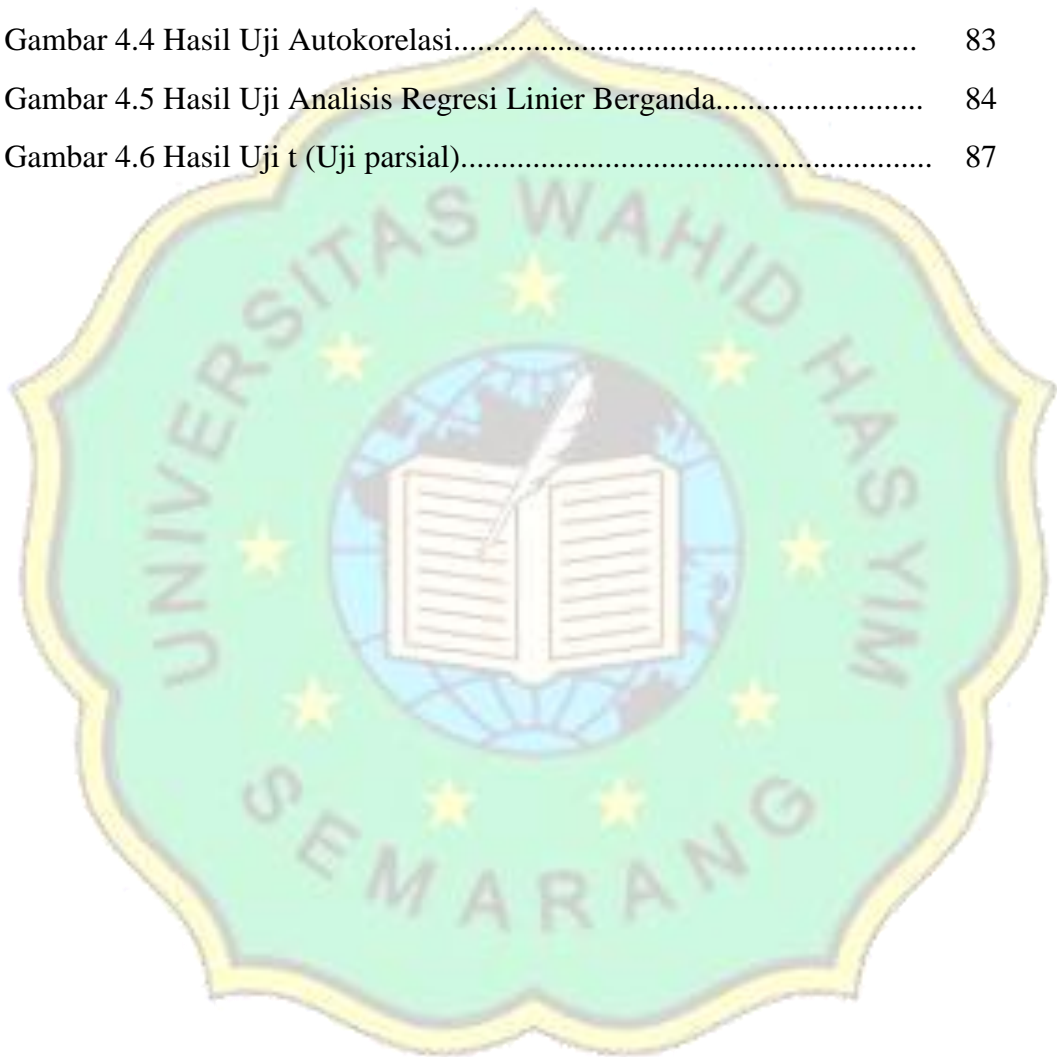 Gambar 4.4 Hasil Uji Autokorelasi..................................................... 83
Gambar 4.5 Hasil Uji Analisis Regresi Linier Berganda......................... 84
Gambar 4.6 Hasil Uji t (Uji parsial)......................................................... 87
UNIVERSITAS WAHID HASYIM
SEMARANG